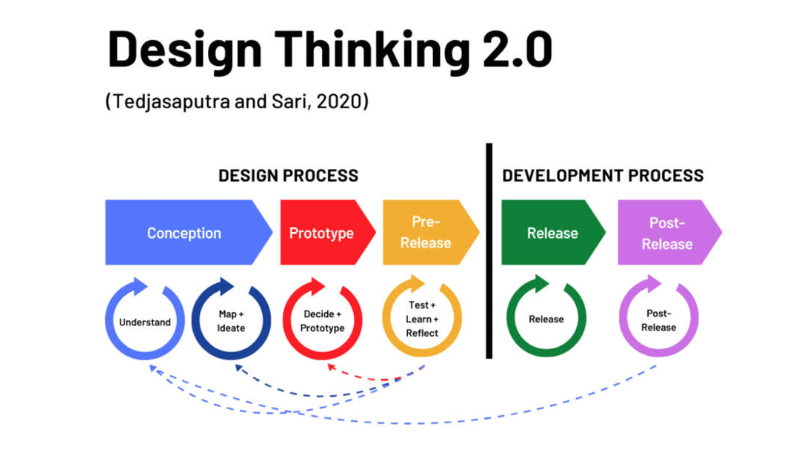 Design Thinking 2.0
(Tedjasaputra and Sari, 2020)
DESIGN PROCESS
DEVELOPMENT PROCESS
Conception
Prototype
Pre-
Release
Release
Post-
Release
Understand
Map +
Ideate
Decide +
Prototype
Test +
Learn +
Reflect
Release
Post-
Release